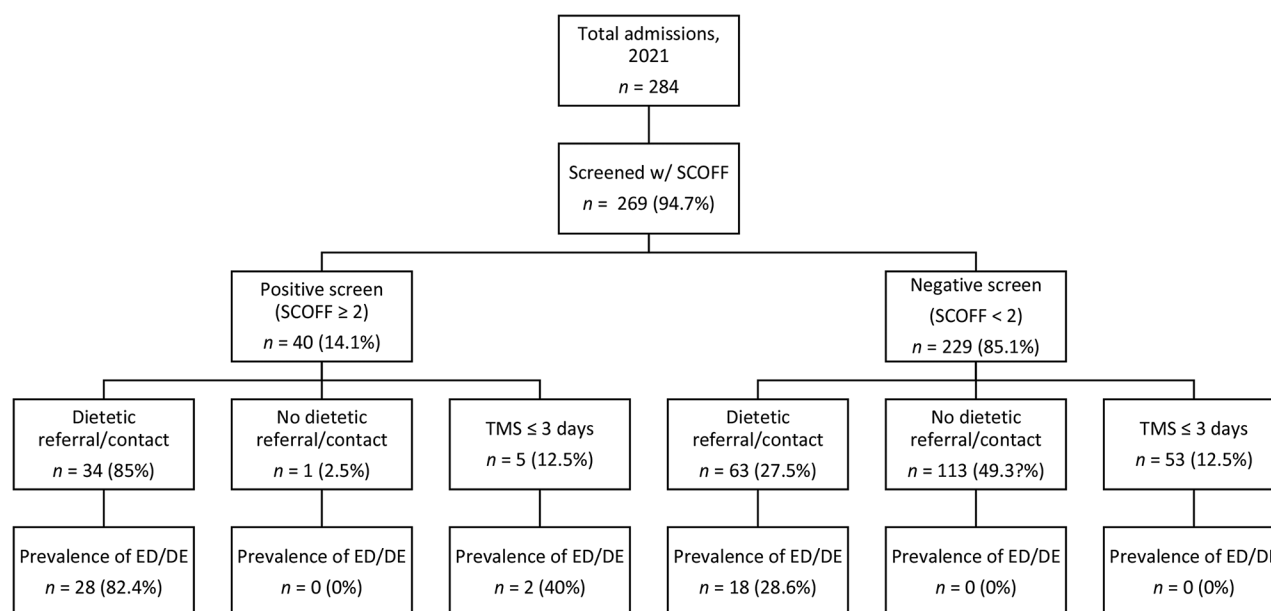 Total admissions,
2021
n = 284
Screened w/ SCOFF
n = 269 (94.7%)
Positive screen
(SCOFF ≥ 2)
n = 40 (14.1%)
Negative screen
(SCOFF < 2)
n = 229 (85.1%)
Dietetic
referral/contact
n = 34 (85%)
No dietetic
referral/contact
n = 1 (2.5%)
TMS ≤ 3 days
n = 5 (12.5%)
Dietetic
referral/contact
n = 63 (27.5%)
No dietetic
referral/contact
n = 113 (49.3?%)
TMS ≤ 3 days
n = 53 (12.5%)
Prevalence of ED/DE
n = 28 (82.4%)
Prevalence of ED/DE
n = 0 (0%)
Prevalence of ED/DE
n = 2 (40%)
Prevalence of ED/DE
n = 18 (28.6%)
Prevalence of ED/DE
n = 0 (0%)
Prevalence of ED/DE
n = 0 (0%)